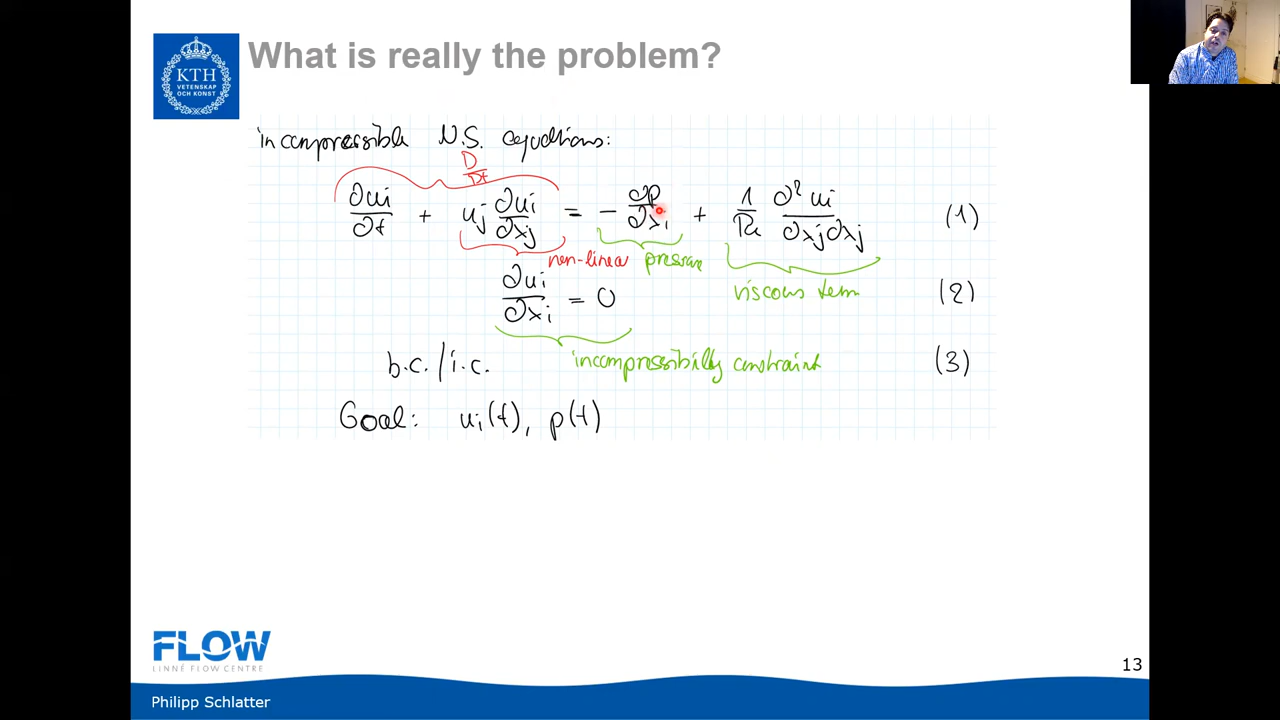 What is really the problem?
KTH
VETENSKAP
OCH KONST
incompressible N.S. equations:
D/Dt
∂ui/∂t + uj ∂ui/∂xj = − ∂p/∂xi + 1/Re ∂²ui/∂xj∂xj (1)
non-linear pressure
viscous term
∂ui/∂xi = 0 (2)
b.c./i.c. incompressibility constraint (3)
Goal: ui(t), p(t)
FLOW
LINNÉ FLOW CENTRE
13
Philipp Schlatter